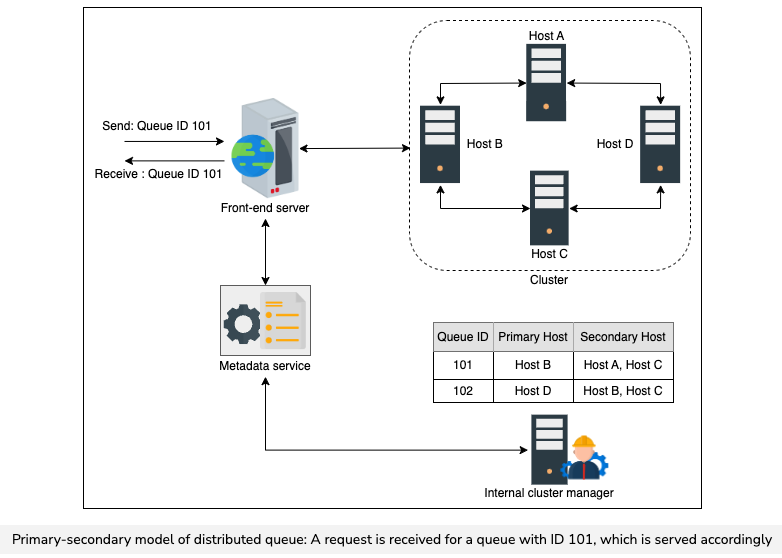 Host A
Send: Queue ID 101
Host B
Host D
Receive : Queue ID 101
Front-end server
Host C
Cluster
Queue ID Primary Host Secondary Host
101 Host B Host A, Host C
102 Host D Host B, Host C
Metadata service
Internal cluster manager
Primary-secondary model of distributed queue: A request is received for a queue with ID 101, which is served accordingly